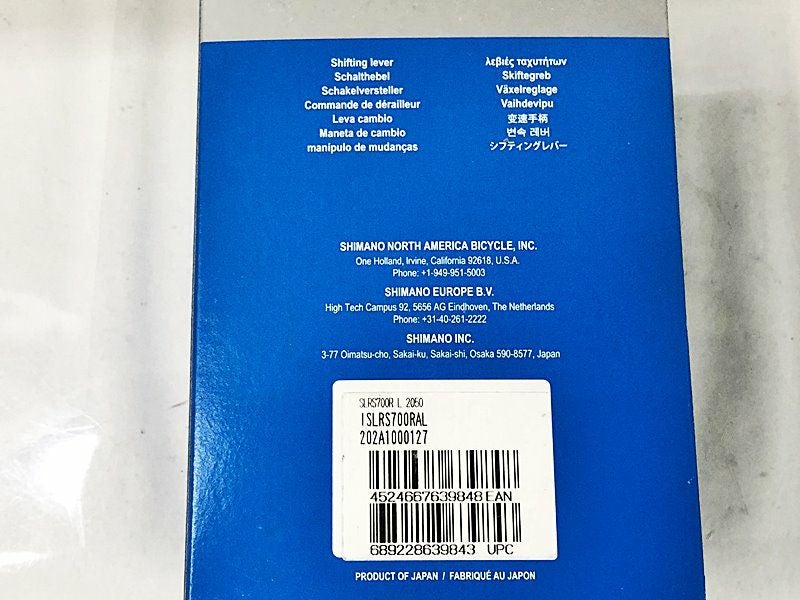 Shifting lever
Schalthebel
Schakelversteller
Commande de dérailleur
Leva cambio
Maneta de cambio
manipulo de mudanças
λεβιές ταχυτήτων
Skiftegreb
Växelreglage
Vaihdevipu
变速手柄
변속 레버
シフティングレバー
SHIMANO NORTH AMERICA BICYCLE, INC.
One Holland, Irvine, California 92618, U.S.A.
Phone: +1-949-951-5003
SHIMANO EUROPE B.V.
High Tech Campus 92, 5656 AG Eindhoven, The Netherlands
Phone: +31-40-261-2222
SHIMANO INC.
3-77 Oimatsu-cho, Sakai-ku, Sakai-shi, Osaka 590-8577, Japan
SLRS700R L 2050
ISLRS700RAL
202A1000127
4524667639848 EAN
689228639843 UPC
PRODUCT OF JAPAN / FABRIQUÉ AU JAPON